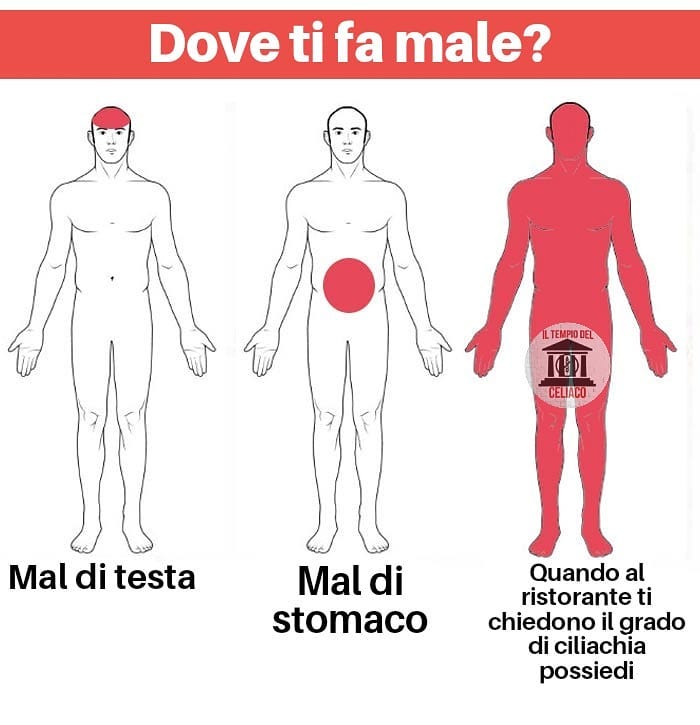 Dove ti fa male?
IL TEMPIO DEL
CELIACO
Mal di testa
Mal di
stomaco
Quando al
ristorante ti
chiedono il grado
di ciliachia
possiedi